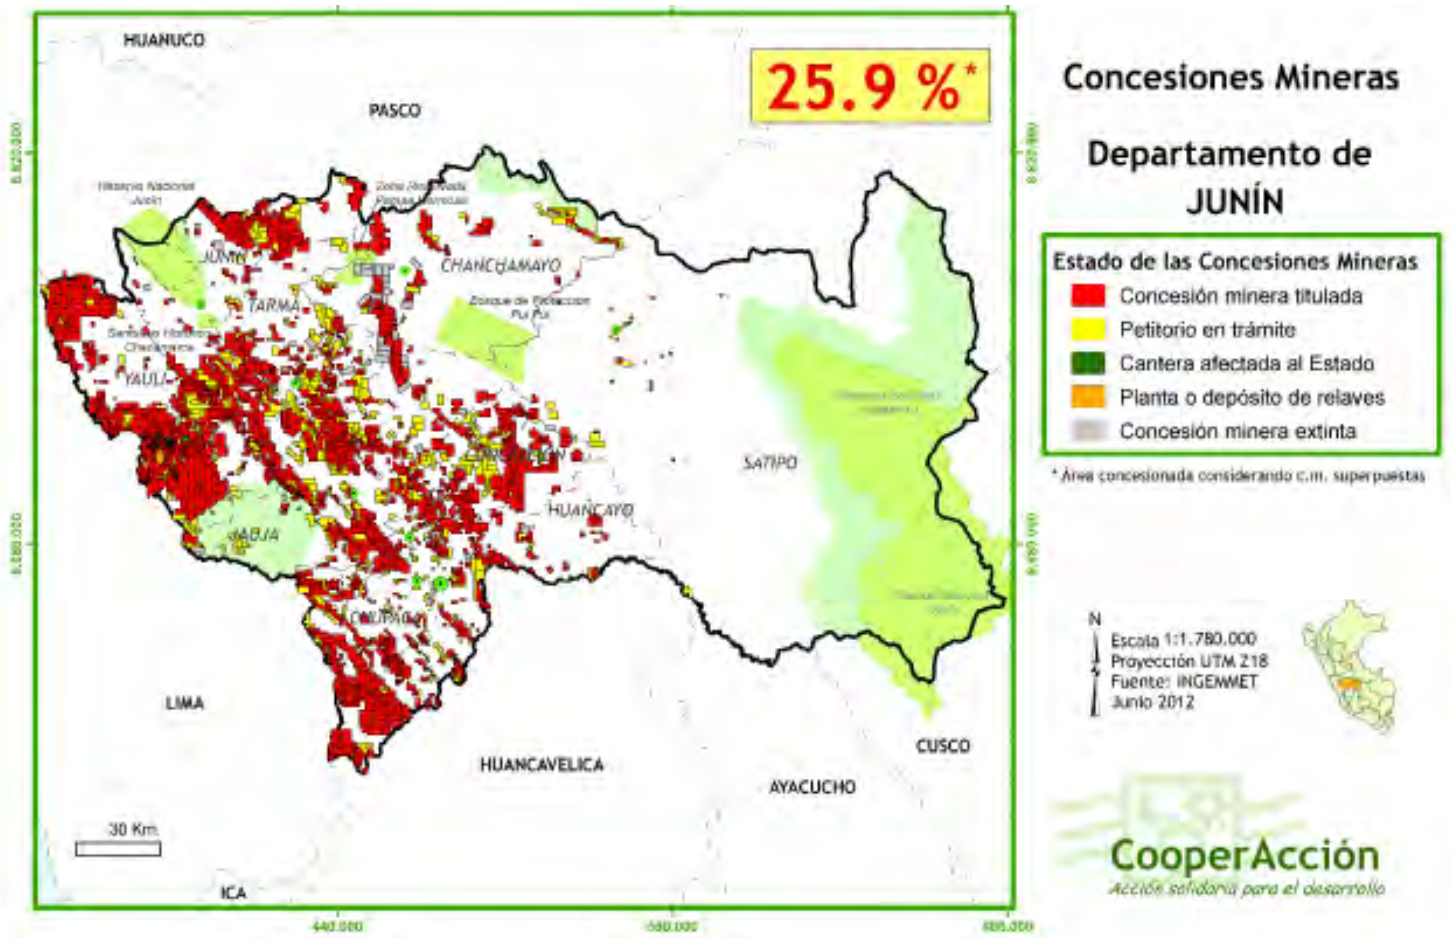 HUANUCO
PASCO
25.9 %*
Reserva Nacional
Junín
JUNIN
CHANCHAMAYO
TARMA
YAULI
SATIPO
HUANCAYO
JAUJA
CHUPACA
LIMA
HUANCAVELICA
CUSCO
AYACUCHO
ICA
30 Km.
440.000
Concesiones Mineras
Departamento de
JUNÍN
Estado de las Concesiones Mineras
Concesión minera titulada
Petitorio en trámite
Cantera afectada al Estado
Planta o depósito de relaves
Concesión minera extinta
* Área concesionada considerando c.m. superpuestas
N
Escala 1:1.780.000
Proyección UTM Z18
Fuente: INGEMMET
Junio 2012
CooperAcción
Acción solidaria para el desarrollo